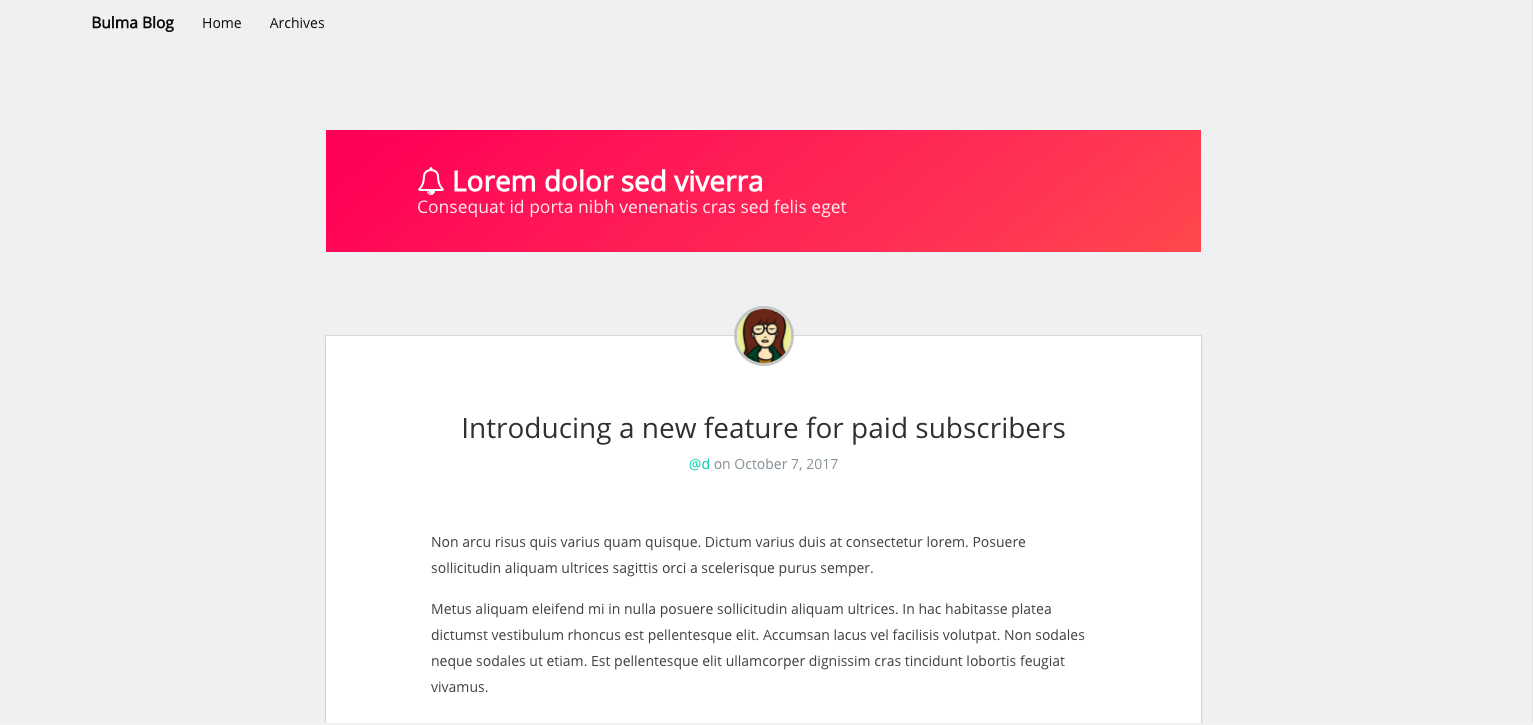 Bulma Blog Home Archives
Lorem dolor sed viverra
Consequat id porta nibh venenatis cras sed felis eget
Introducing a new feature for paid subscribers
@d on October 7, 2017
Non arcu risus quis varius quam quisque. Dictum varius duis at consectetur lorem. Posuere
sollicitudin aliquam ultrices sagittis orci a scelerisque purus semper.
Metus aliquam eleifend mi in nulla posuere sollicitudin aliquam ultrices. In hac habitasse platea
dictumst vestibulum rhoncus est pellentesque elit. Accumsan lacus vel facilisis volutpat. Non sodales
neque sodales ut etiam. Est pellentesque elit ullamcorper dignissim cras tincidunt lobortis feugiat
vivamus.